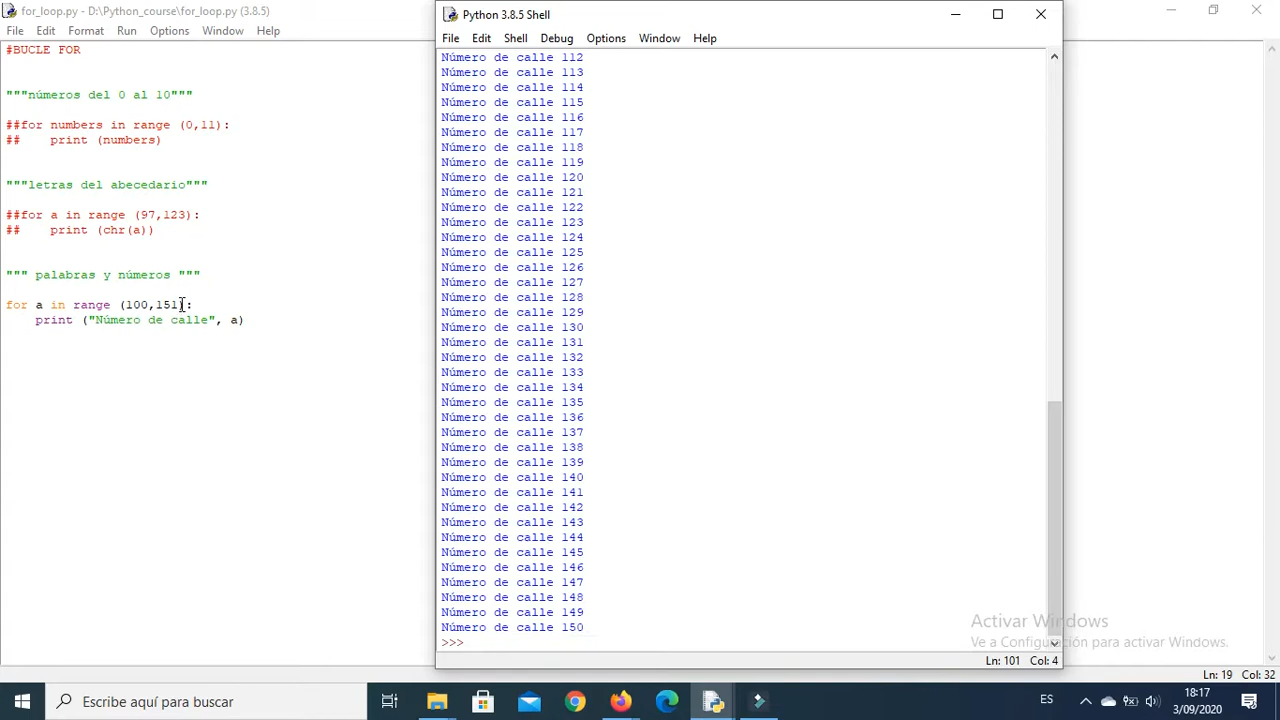 for_loop.py - D:\Python_course\for_loop.py (3.8.5)
File Edit Format Run Options Window Help
#BUCLE FOR
"""números del 0 al 10"""
##for numbers in range (0,11):
##    print (numbers)
"""letras del abecedario"""
##for a in range (97,123):
##    print (chr(a))
""" palabras y números """
for a in range (100,151):
    print ("Número de calle", a)
Python 3.8.5 Shell
File Edit Shell Debug Options Window Help
Número de calle 112
Número de calle 113
Número de calle 114
Número de calle 115
Número de calle 116
Número de calle 117
Número de calle 118
Número de calle 119
Número de calle 120
Número de calle 121
Número de calle 122
Número de calle 123
Número de calle 124
Número de calle 125
Número de calle 126
Número de calle 127
Número de calle 128
Número de calle 129
Número de calle 130
Número de calle 131
Número de calle 132
Número de calle 133
Número de calle 134
Número de calle 135
Número de calle 136
Número de calle 137
Número de calle 138
Número de calle 139
Número de calle 140
Número de calle 141
Número de calle 142
Número de calle 143
Número de calle 144
Número de calle 145
Número de calle 146
Número de calle 147
Número de calle 148
Número de calle 149
Número de calle 150
>>>
Activar Windows
Ve a Configuración para activar Windows.
Ln: 101 Col: 4
Ln: 19 Col: 32
Escribe aquí para buscar
ES
18:17
3/09/2020